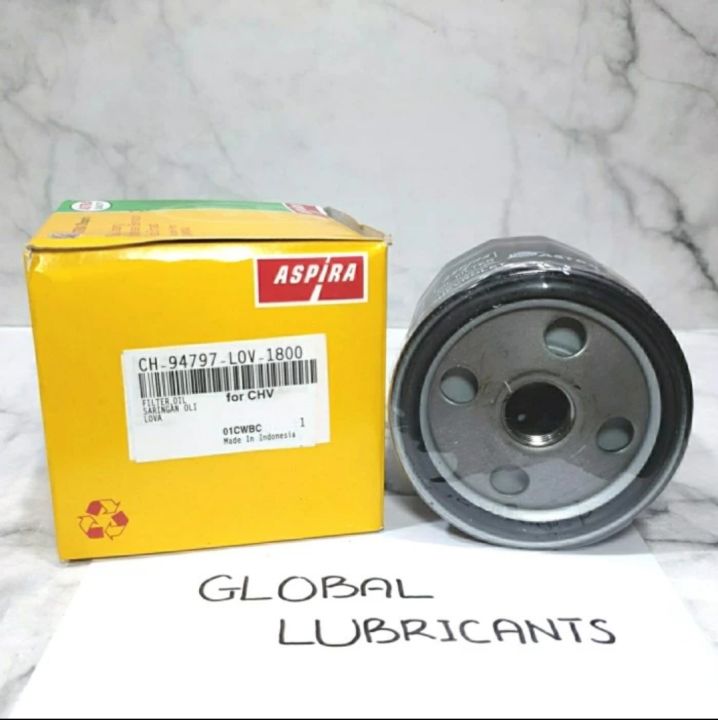 ASPIRA
CH-94797-LOV-1800
for CHV
FILTER,OIL
SARINGAN OLI
LOVA
01CWBC
1
Made In Indonesia
GLOBAL
LUBRICANTS